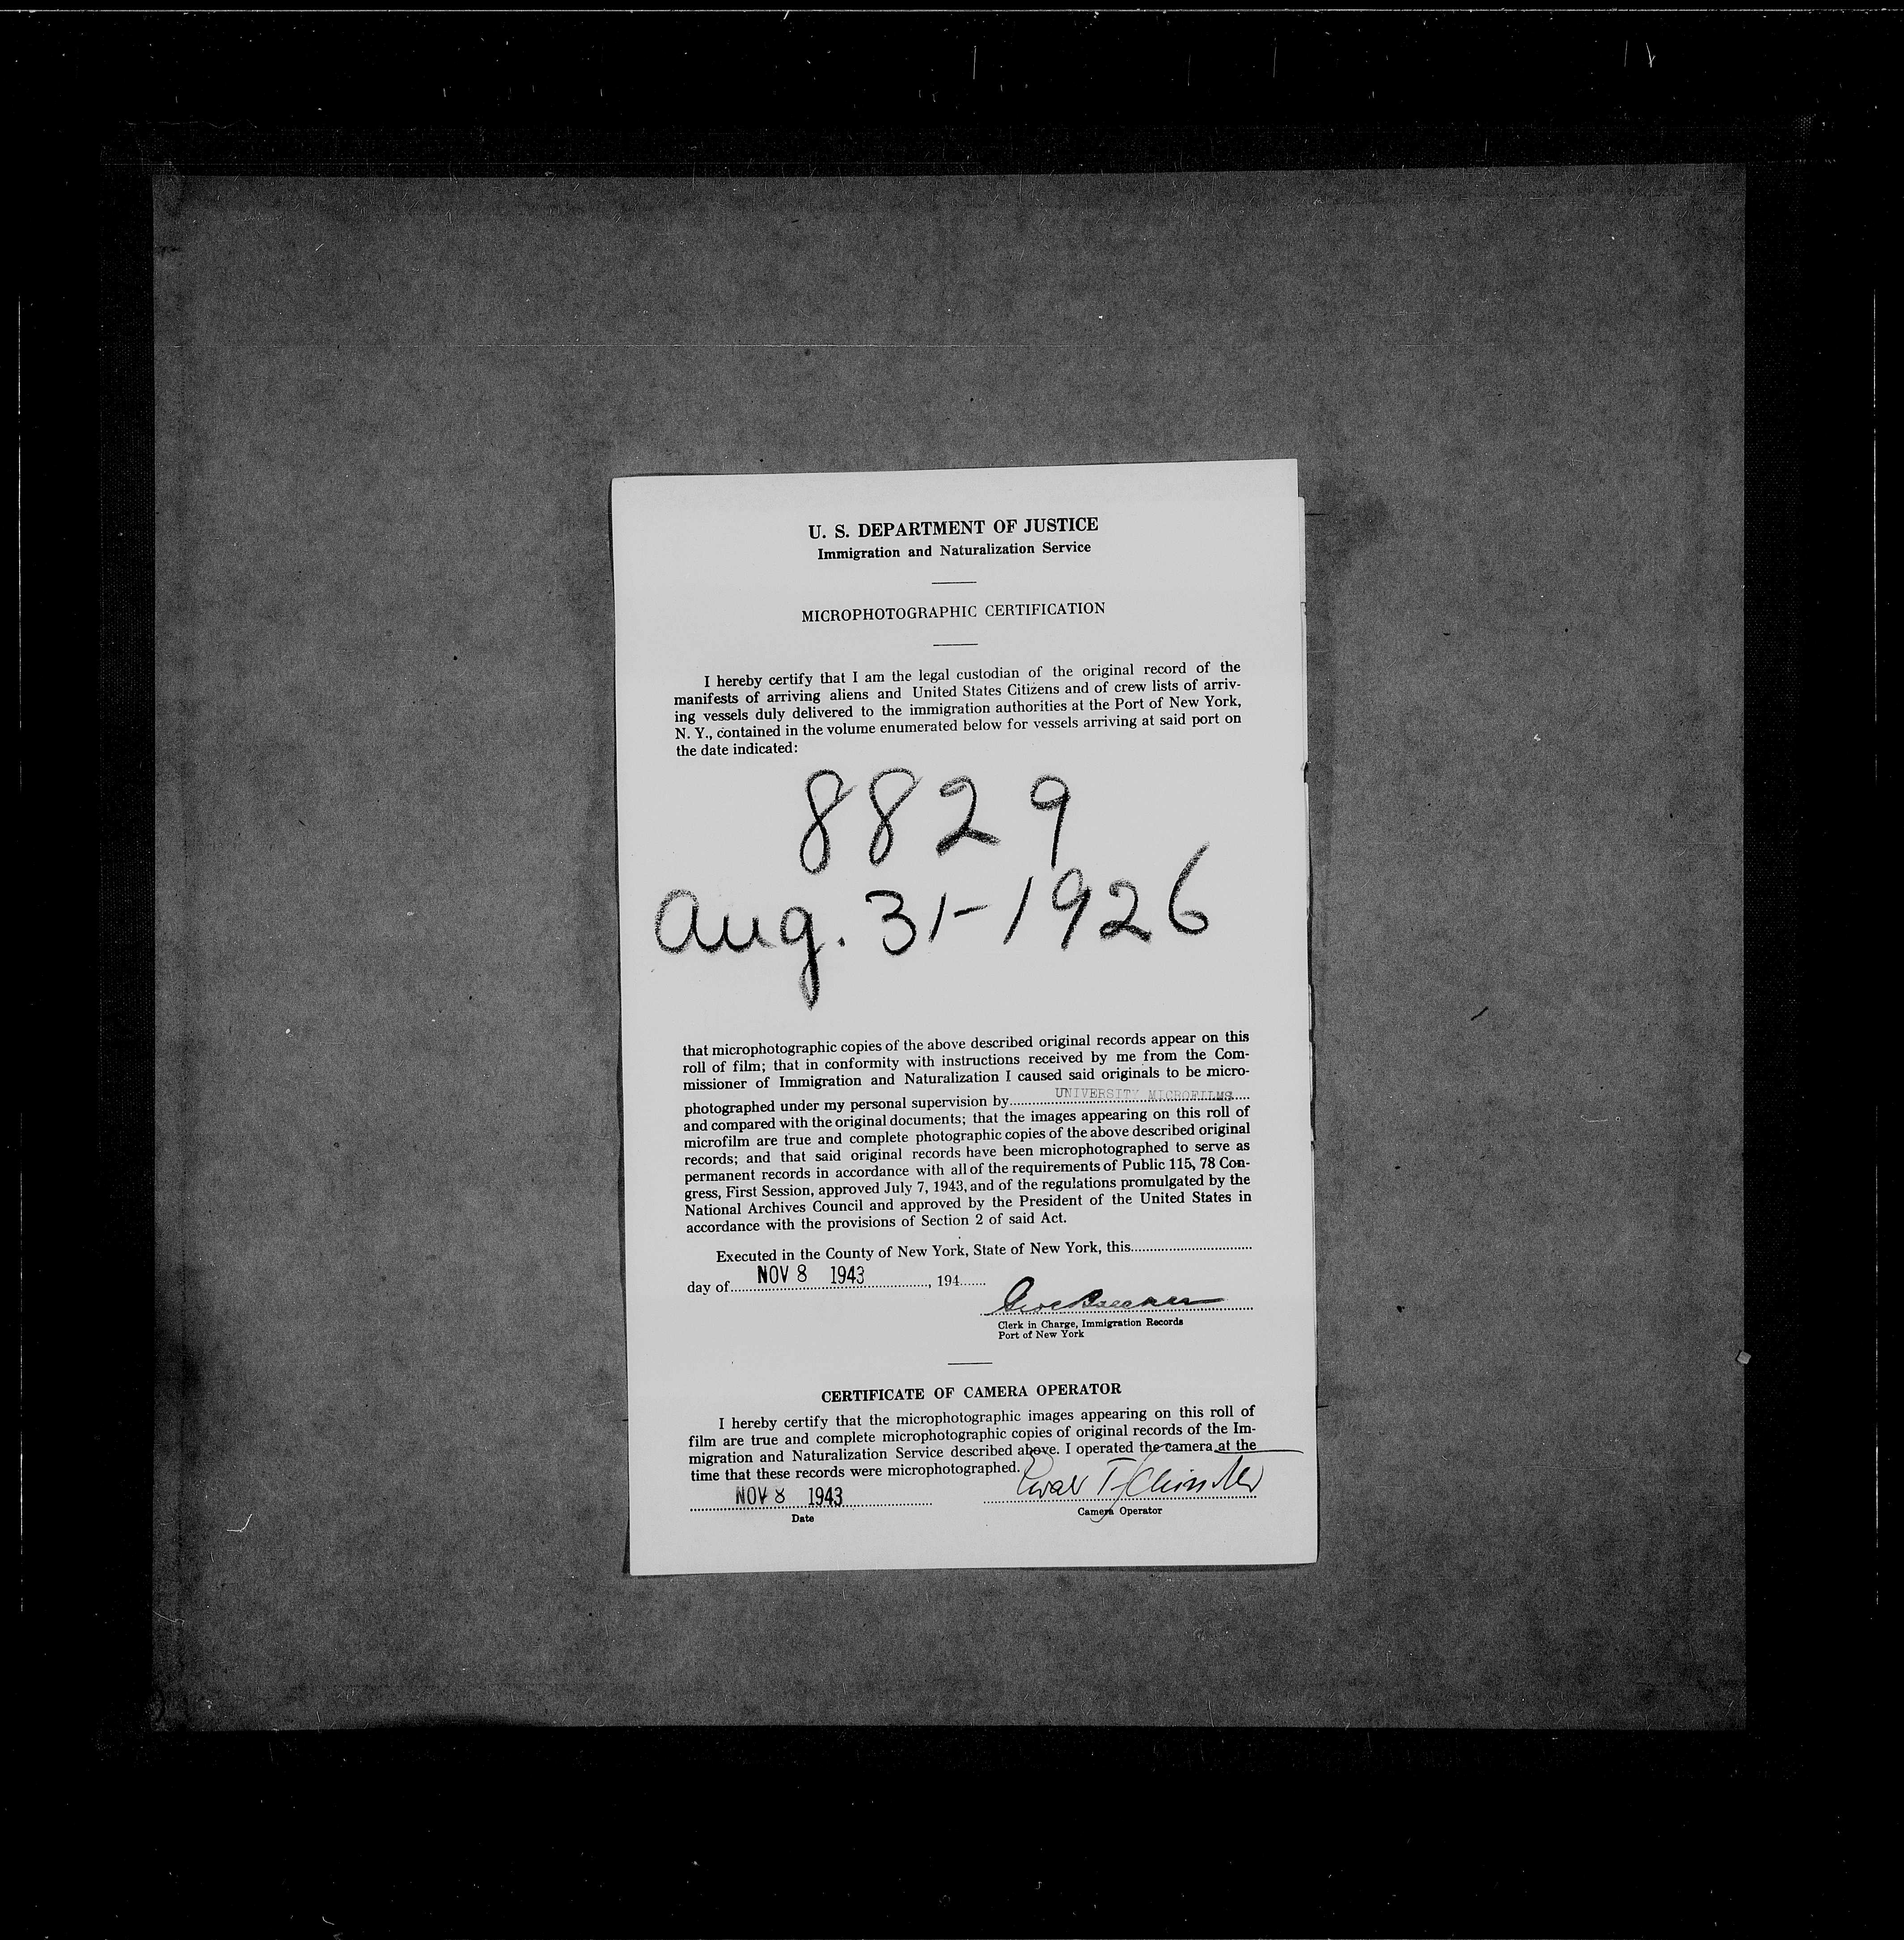 U. S. DEPARTMENT OF JUSTICE
Immigration and Naturalization Service
MICROPHOTOGRAPHIC CERTIFICATION
I hereby certify that I am the legal custodian of the original record of the
manifests of arriving aliens and United States Citizens and of crew lists of arriv-
ing vessels duly delivered to the immigration authorities at the Port of New York,
N. Y., contained in the volume enumerated below for vessels arriving at said port on
the date indicated:
8829
Aug. 31-1926
that microphotographic copies of the above described original records appear on this
roll of film; that in conformity with instructions received by me from the Com-
missioner of Immigration and Naturalization I caused said originals to be micro-
photographed under my personal supervision by UNIVERSITY MICROFILMS
and compared with the original documents; that the images appearing on this roll of
microfilm are true and complete photographic copies of the above described original
records; and that said original records have been microphotographed to serve as
permanent records in accordance with all of the requirements of Public 115, 78 Con-
gress, First Session, approved July 7, 1943, and of the regulations promulgated by the
National Archives Council and approved by the President of the United States in
accordance with the provisions of Section 2 of said Act.
Executed in the County of New York, State of New York, this
day of NOV 8 1943, 194
Clerk in Charge, Immigration Records
Port of New York
CERTIFICATE OF CAMERA OPERATOR
I hereby certify that the microphotographic images appearing on this roll of
film are true and complete microphotographic copies of original records of the Im-
migration and Naturalization Service described above. I operated the camera at the
time that these records were microphotographed.
NOV 8 1943
Date
Camera Operator